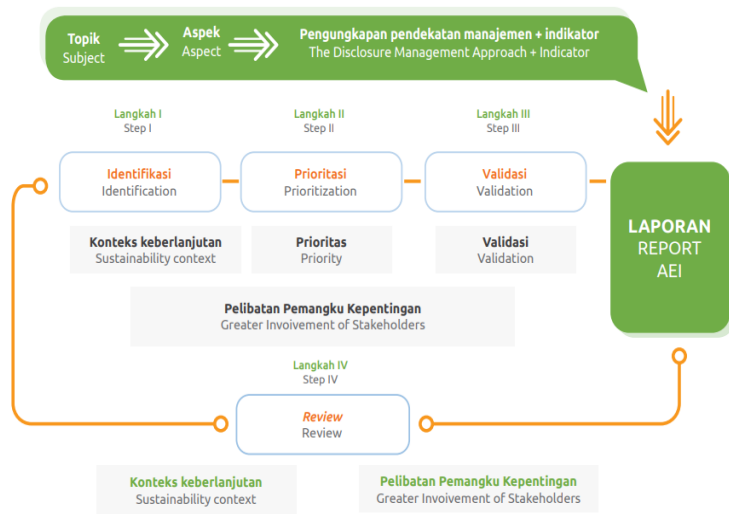 Topik
Subject
Aspek
Aspect
Pengungkapan pendekatan manajemen + indikator
The Disclosure Management Approach + Indicator
Langkah I
Step I
Langkah II
Step II
Langkah III
Step III
Identifikasi
Identification
Prioritasi
Prioritization
Validasi
Validation
Konteks keberlanjutan
Sustainability context
Prioritas
Priority
Validasi
Validation
LAPORAN
REPORT
AEI
Pelibatan Pemangku Kepentingan
Greater Invoivement of Stakeholders
Langkah IV
Step IV
Review
Review
Konteks keberlanjutan
Sustainability context
Pelibatan Pemangku Kepentingan
Greater Invoivement of Stakeholders